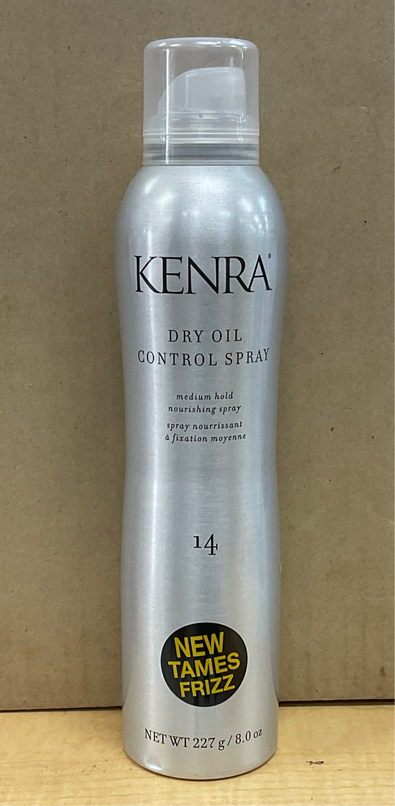 KENRA®
DRY OIL
CONTROL SPRAY
medium hold
nourishing spray
spray nourrissant
à fixation moyenne
14
NEW
TAMES
FRIZZ
NET WT 227 g / 8.0 oz